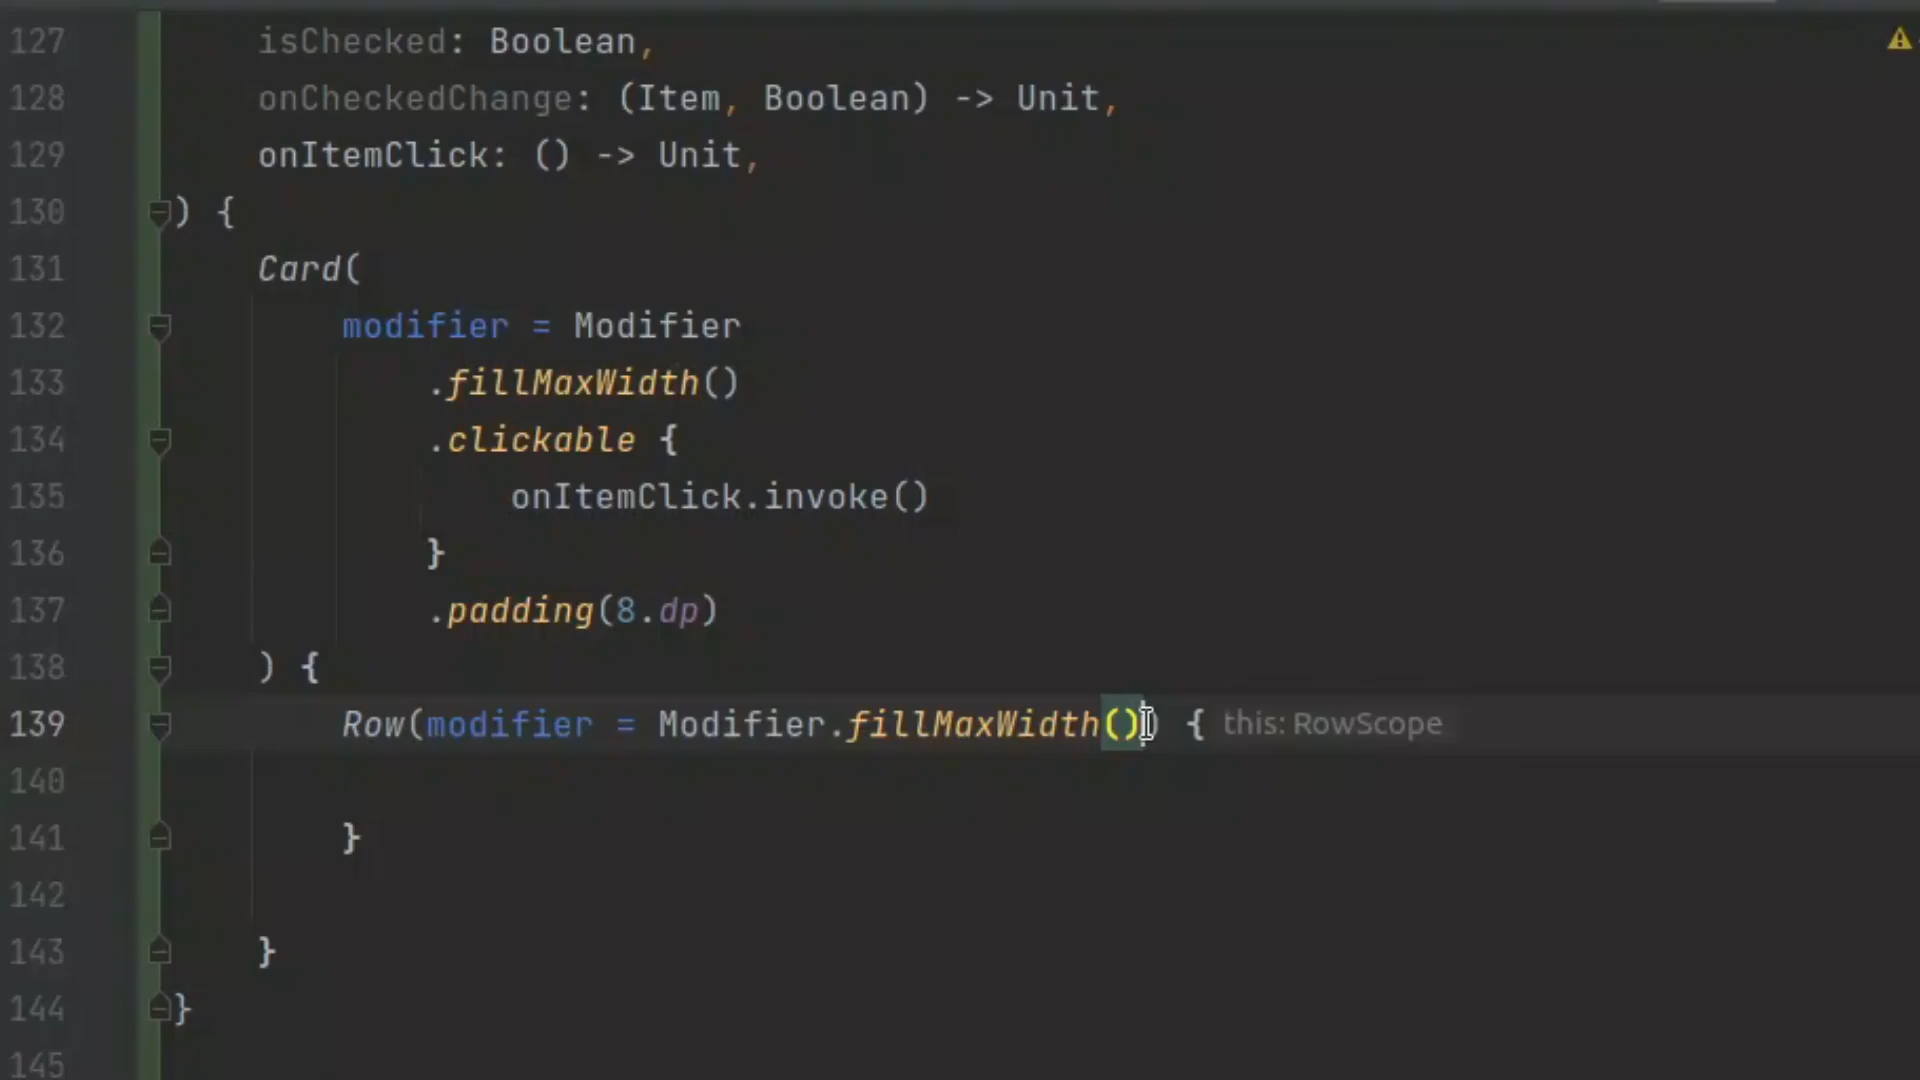 127 isChecked: Boolean,
128 onCheckedChange: (Item, Boolean) -> Unit,
129 onItemClick: () -> Unit,
130 ) {
131 Card(
132 modifier = Modifier
133 .fillMaxWidth()
134 .clickable {
135 onItemClick.invoke()
136 }
137 .padding(8.dp)
138 ) {
139 Row(modifier = Modifier.fillMaxWidth()) { this: RowScope
140
141 }
142
143 }
144 }
145